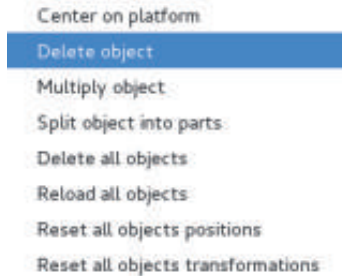 Center on platform
Delete object
Multiply object
Split object into parts
Delete all objects
Reload all objects
Reset all objects positions
Reset all objects transformations